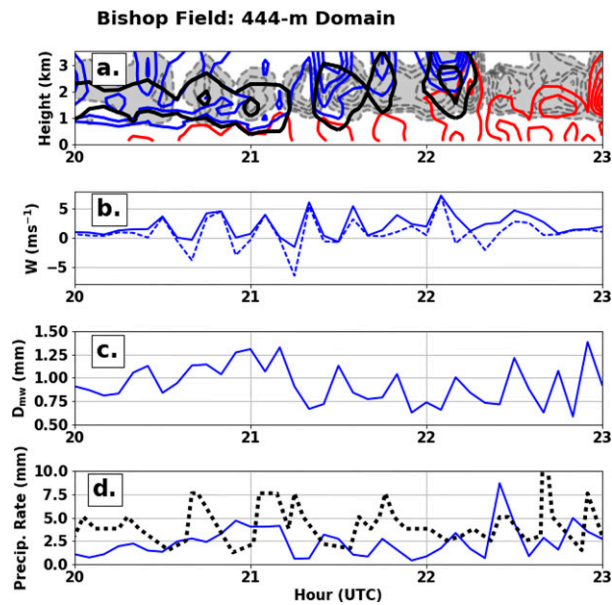 Bishop Field: 444-m Domain
a.
Height (km)
3
2
1
0
20 21 22 23
b.
W (ms⁻¹)
5
0
−5
20 21 22 23
c.
D_mw (mm)
1.50
1.25
1.00
0.75
0.50
20 21 22 23
d.
Precip. Rate (mm)
10.0
7.5
5.0
2.5
0.0
20 21 22 23
Hour (UTC)